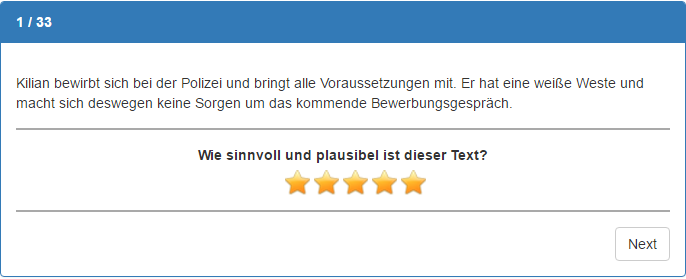 1 / 33
Kilian bewirbt sich bei der Polizei und bringt alle Voraussetzungen mit. Er hat eine weiße Weste und
macht sich deswegen keine Sorgen um das kommende Bewerbungsgespräch.
Wie sinnvoll und plausibel ist dieser Text?
Next